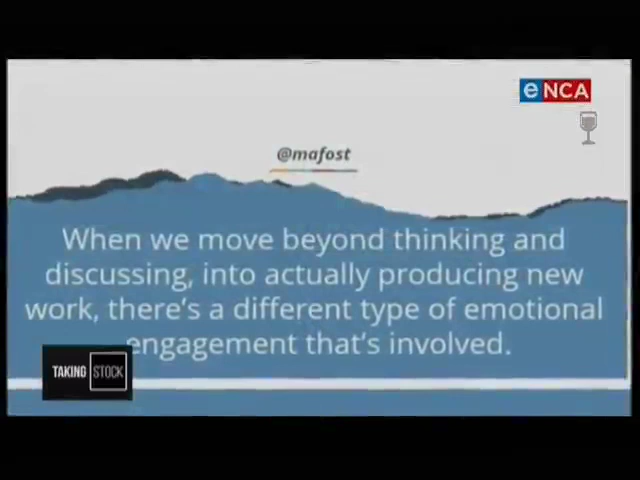 eNCA
@mafost
When we move beyond thinking and
discussing, into actually producing new
work, there's a different type of emotional
engagement that's involved.
TAKING STOCK